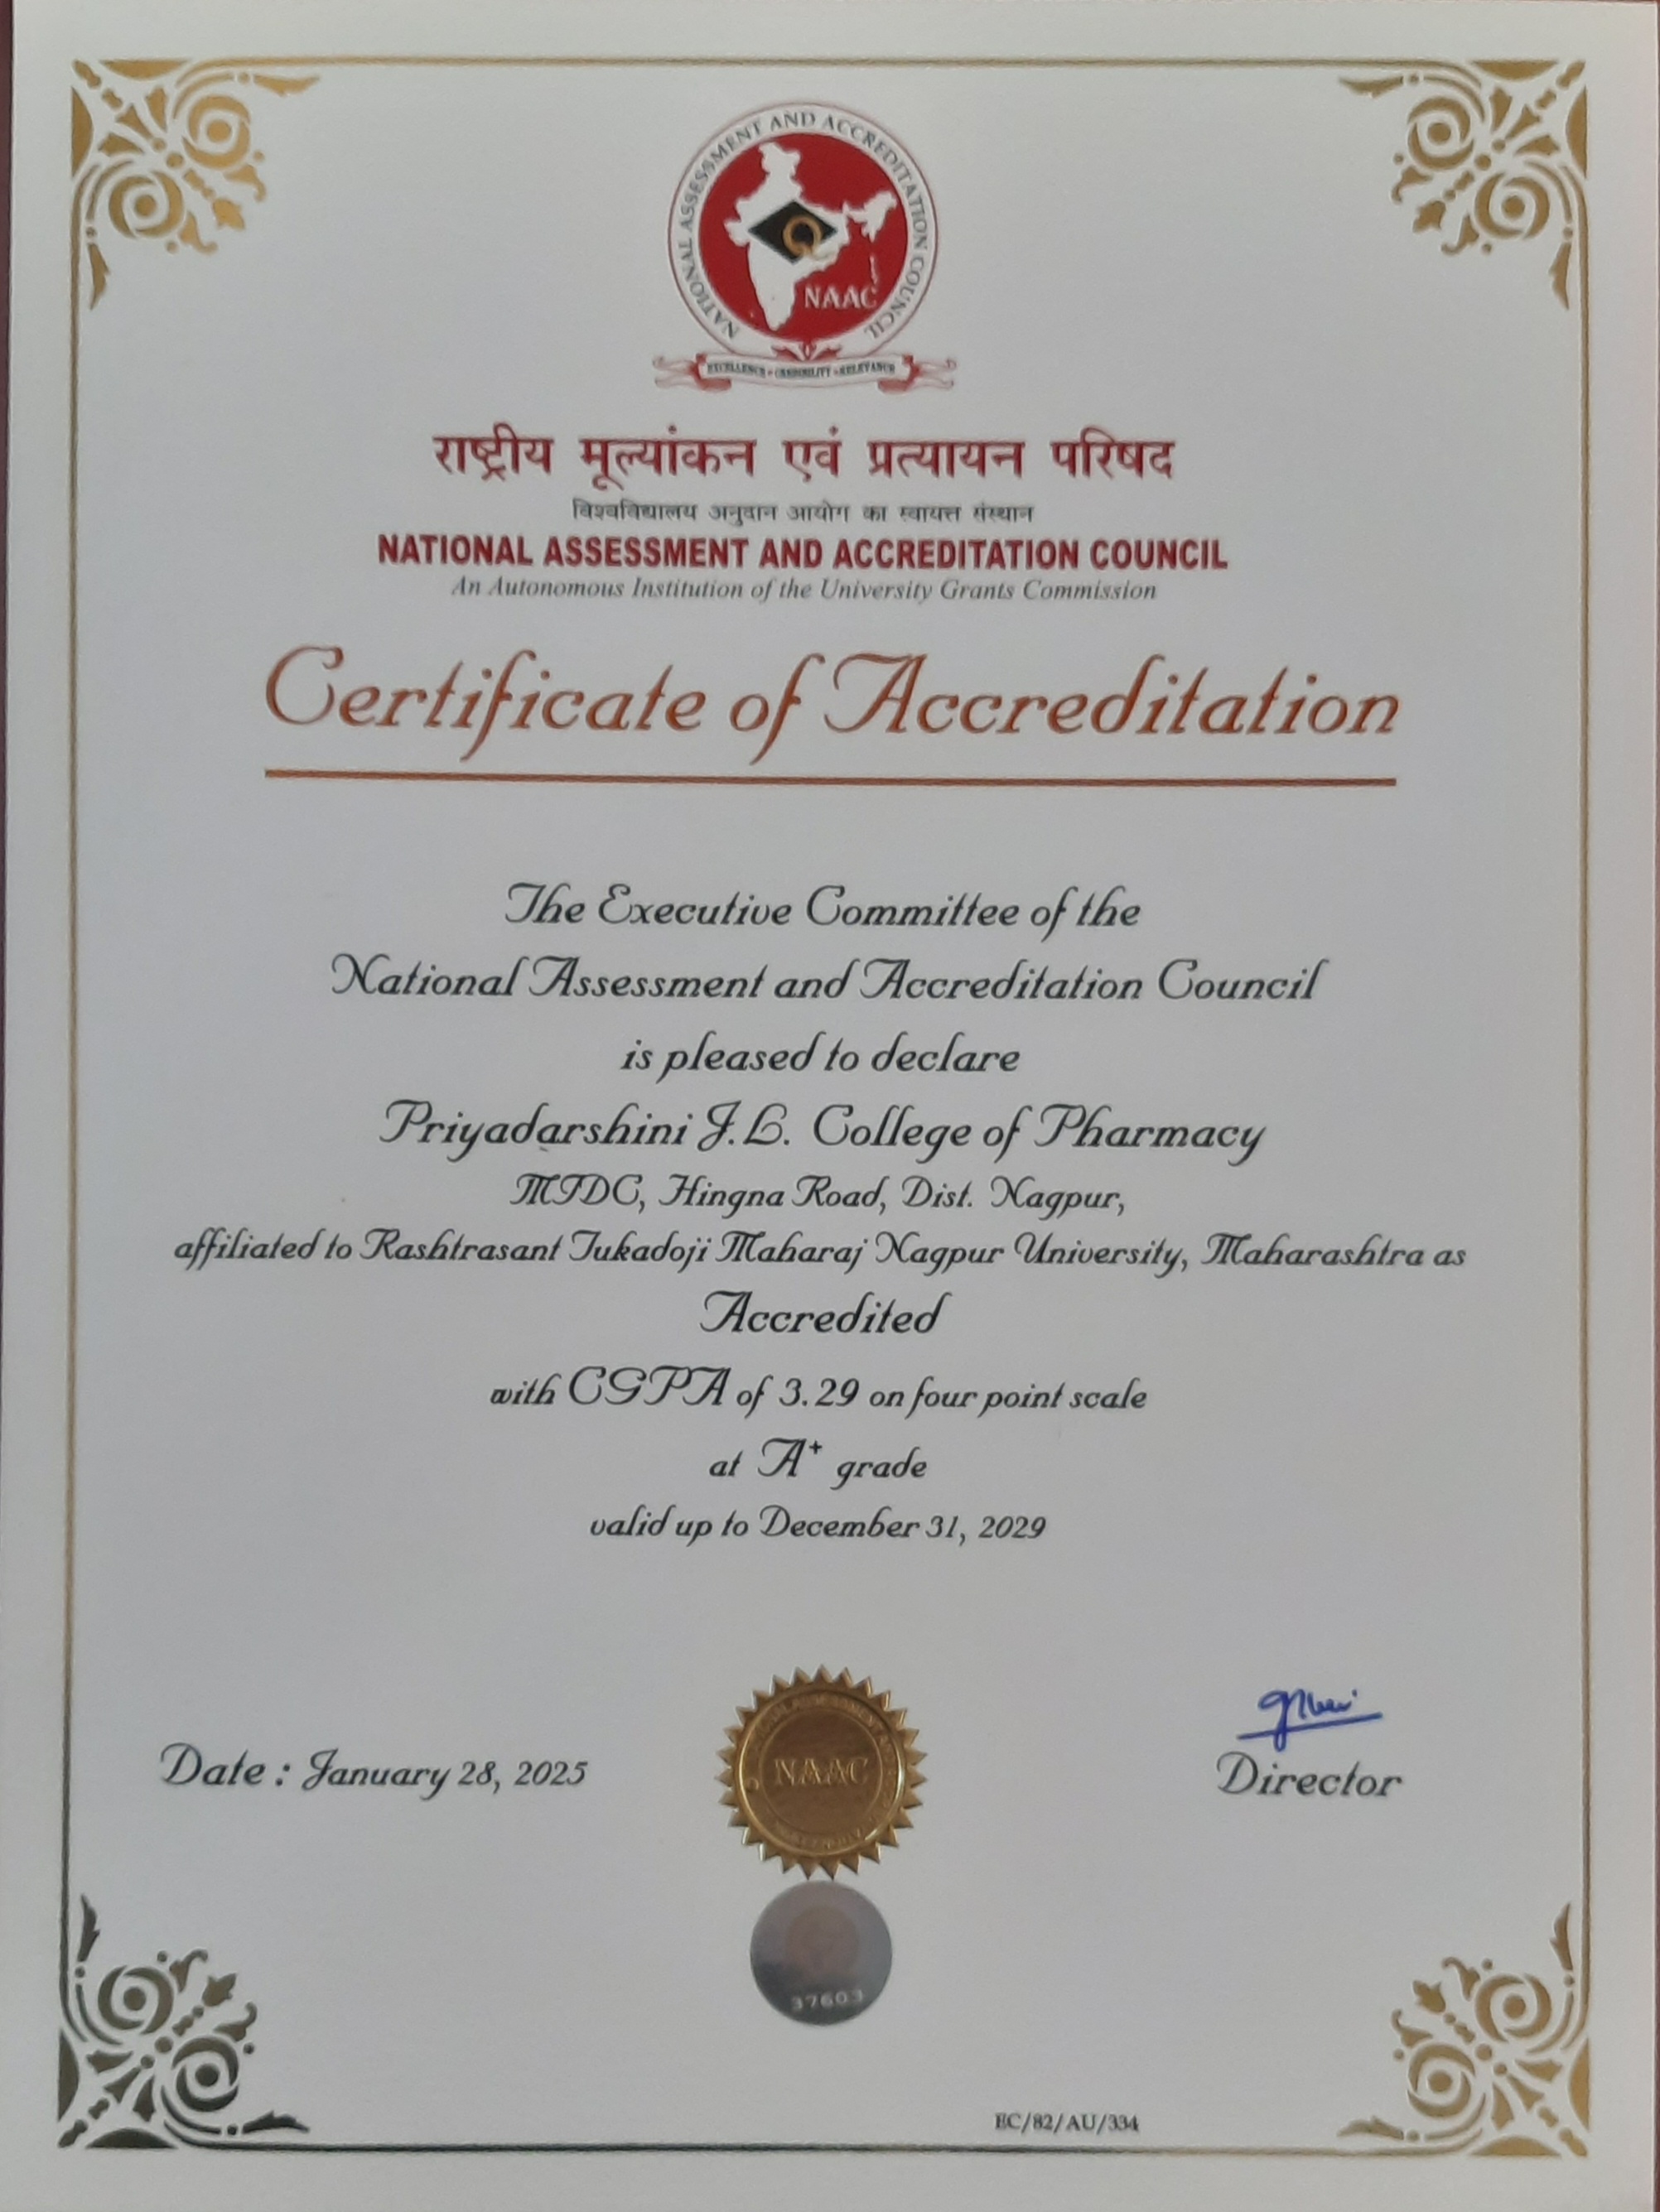 NATIONAL ASSESSMENT AND ACCREDITATION COUNCIL
Q
NAAC
EXCELLENCE • CREDIBILITY • RELEVANCE
राष्ट्रीय मूल्यांकन एवं प्रत्यायन परिषद
विश्वविद्यालय अनुदान आयोग का स्वायत्त संस्थान
NATIONAL ASSESSMENT AND ACCREDITATION COUNCIL
An Autonomous Institution of the University Grants Commission
Certificate of Accreditation
The Executive Committee of the
National Assessment and Accreditation Council
is pleased to declare
Priyadarshini J.L. College of Pharmacy
MIDC, Hingna Road, Dist. Nagpur,
affiliated to Rashtrasant Tukadoji Maharaj Nagpur University, Maharashtra as
Accredited
with CGPA of 3.29 on four point scale
at A+ grade
valid up to December 31, 2029
Date : January 28, 2025
NAAC
Director
37603
EC/82/AU/334